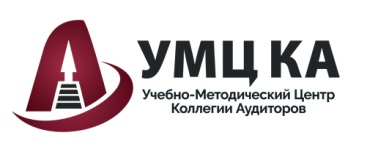 УМЦ КА
Учебно-Методический Центр
Коллегии Аудиторов